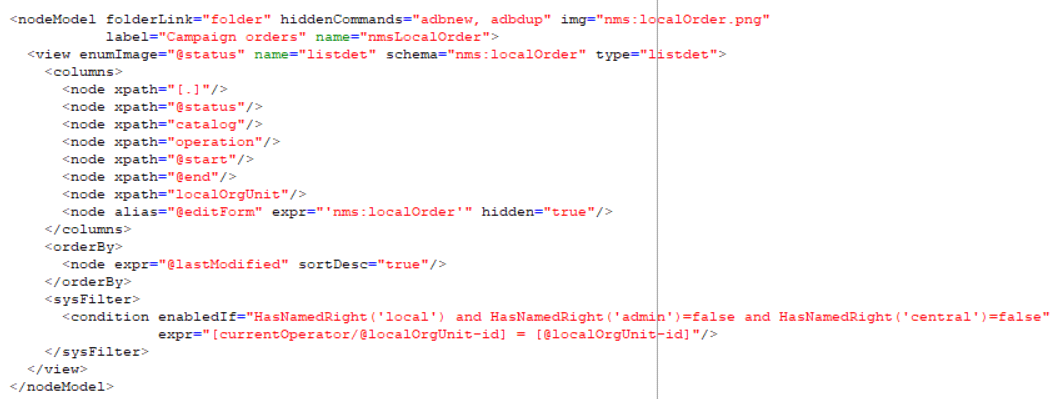 <nodeModel folderLink="folder" hiddenCommands="adbnew, adbdup" img="nms:localOrder.png"
label="Campaign orders" name="nmsLocalOrder">
<view enumImage="@status" name="listdet" schema="nms:localOrder" type="listdet">
<columns>
<node xpath="[.]"/>
<node xpath="@status"/>
<node xpath="catalog"/>
<node xpath="operation"/>
<node xpath="@start"/>
<node xpath="@end"/>
<node xpath="localOrgUnit"/>
<node alias="@editForm" expr="'nms:localOrder'" hidden="true"/>
</columns>
<orderBy>
<node expr="@lastModified" sortDesc="true"/>
</orderBy>
<sysFilter>
<condition enabledIf="HasNamedRight('local') and HasNamedRight('admin')=false and HasNamedRight('central')=false"
expr="[currentOperator/@localOrgUnit-id] = [@localOrgUnit-id]"/>
</sysFilter>
</view>
</nodeModel>